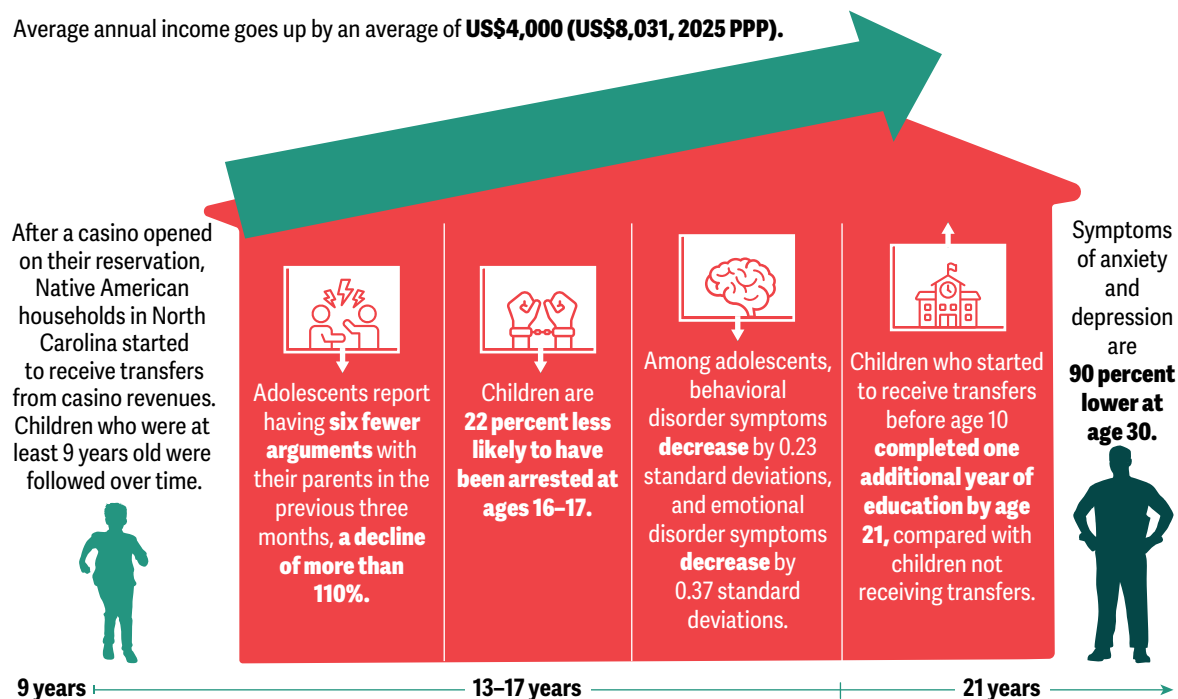 Average annual income goes up by an average of US$4,000 (US$8,031, 2025 PPP).
After a casino opened
on their reservation,
Native American
households in North
Carolina started
to receive transfers
from casino revenues.
Children who were at
least 9 years old were
followed over time.
Adolescents report
having six fewer
arguments with
their parents in the
previous three
months, a decline
of more than
110%.
Children are
22 percent less
likely to have
been arrested at
ages 16–17.
Among adolescents,
behavioral
disorder symptoms
decrease by 0.23
standard deviations,
and emotional
disorder symptoms
decrease by
0.37 standard
deviations.
Children who started
to receive transfers
before age 10
completed one
additional year of
education by age
21, compared with
children not
receiving transfers.
Symptoms
of anxiety
and
depression
are
90 percent
lower at
age 30.
9 years
13–17 years
21 years